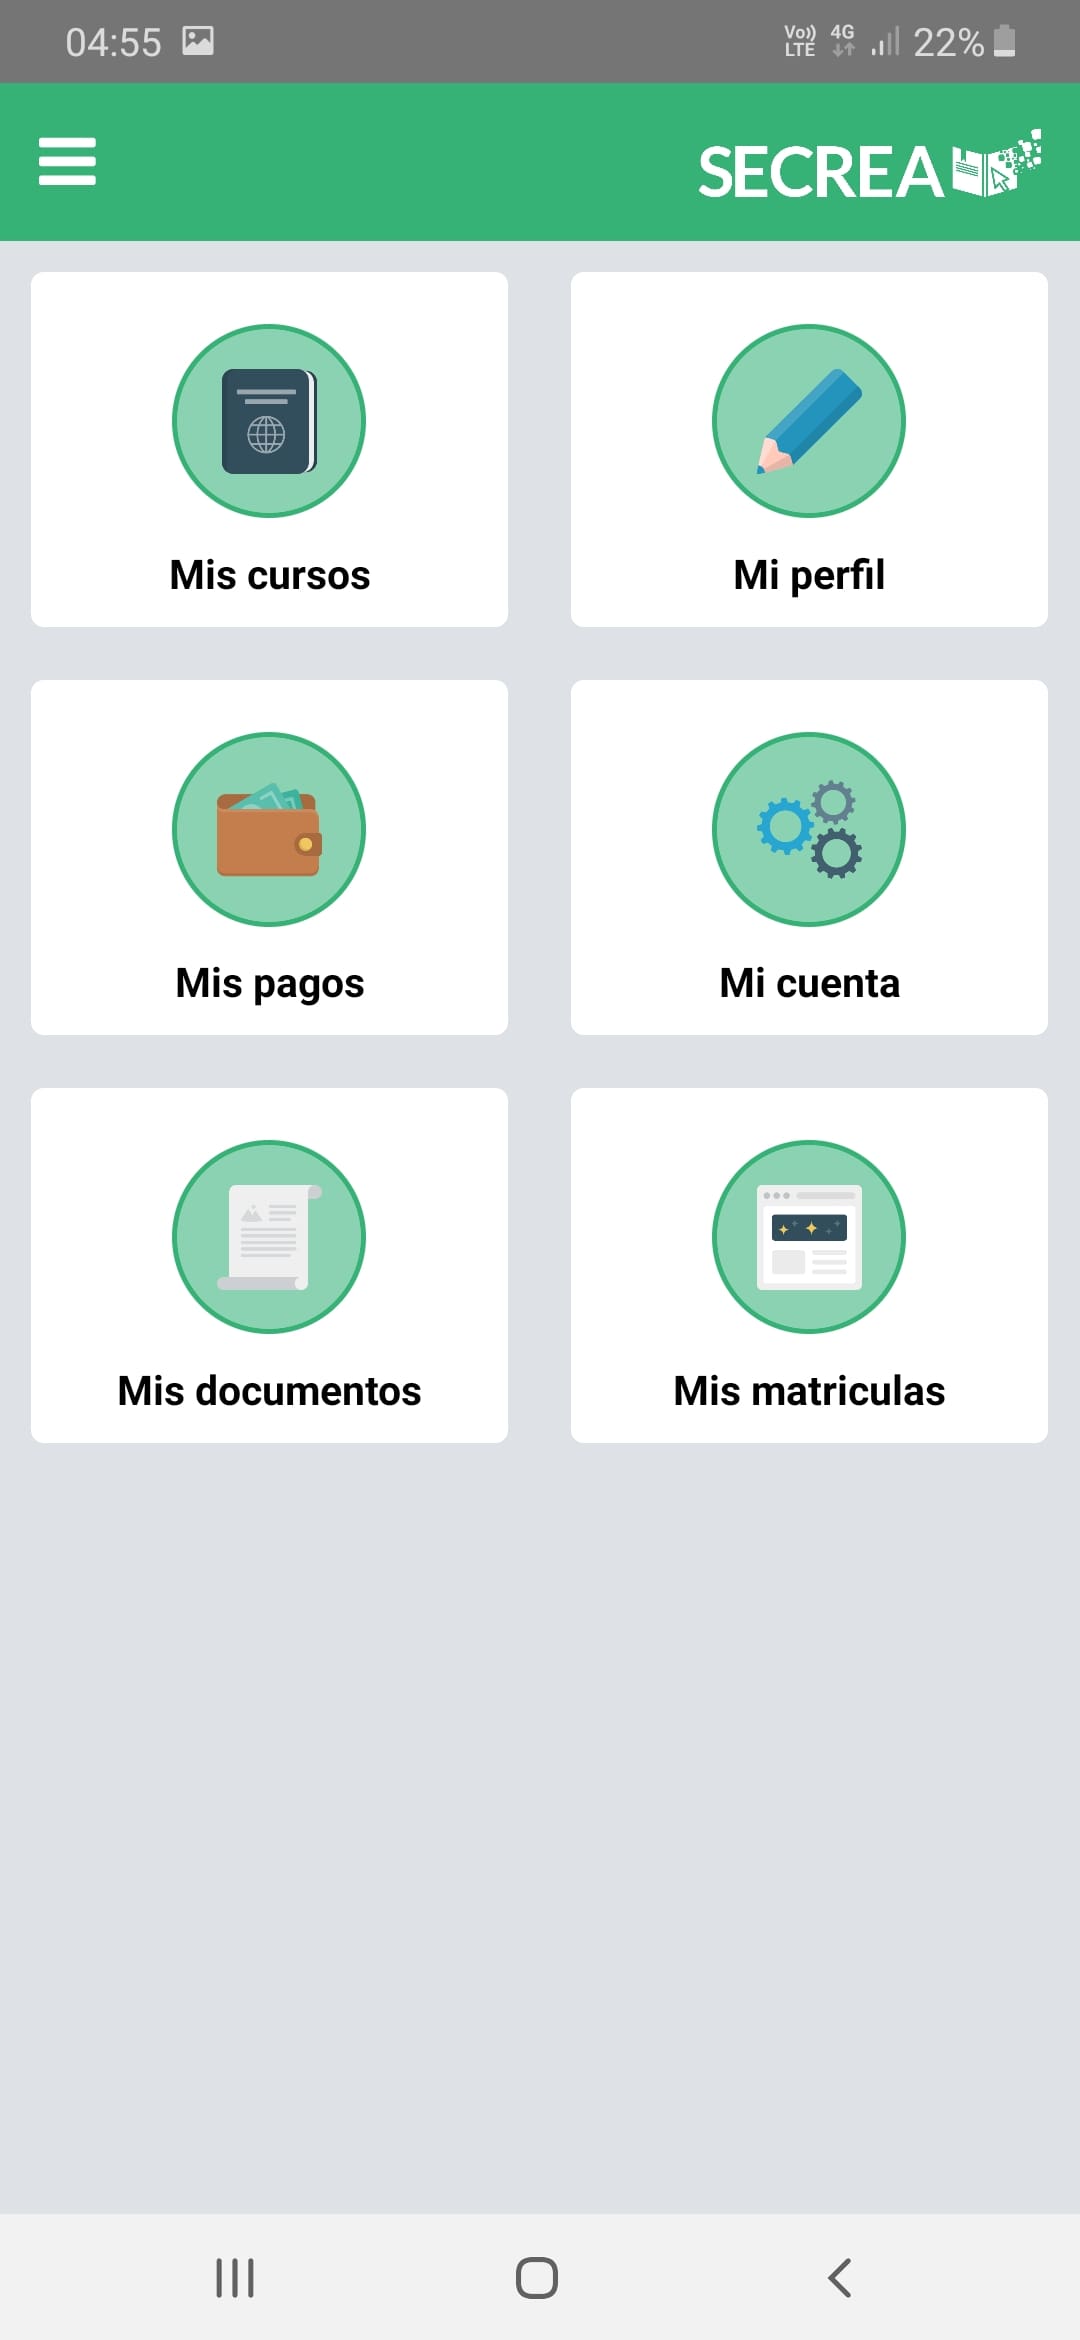 04:55 Vo)) LTE 4G 22%
SECREA
Mis cursos
Mi perfil
Mis pagos
Mi cuenta
Mis documentos
Mis matriculas